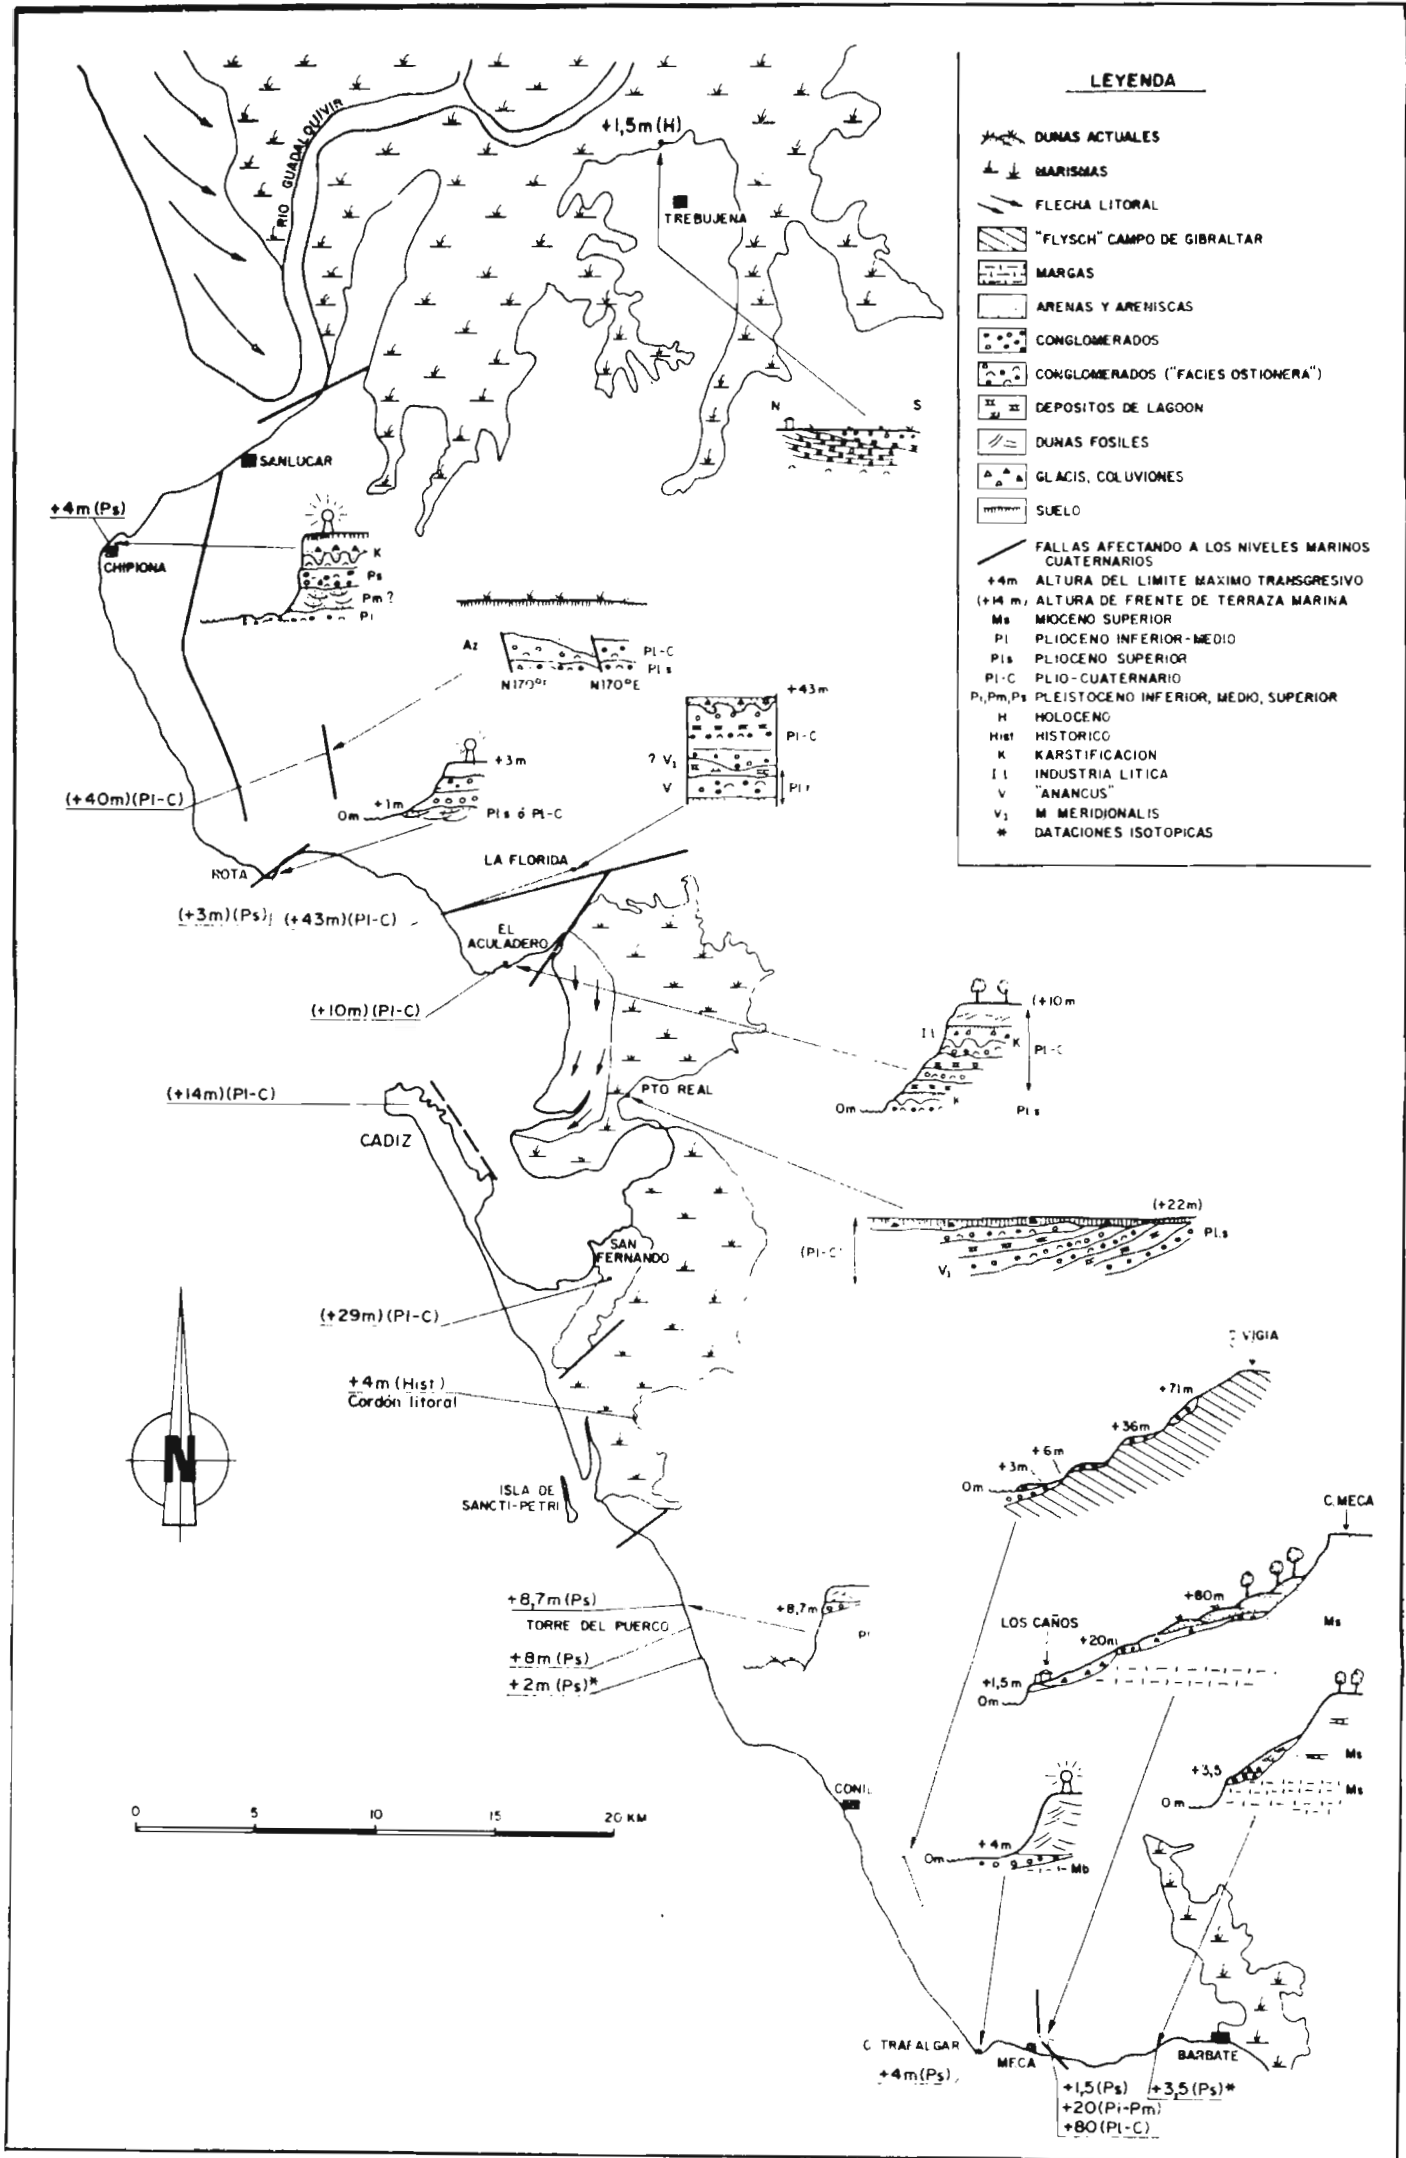 LEYENDA
DUNAS ACTUALES
MARISMAS
FLECHA LITORAL
"FLYSCH" CAMPO DE GIBRALTAR
MARGAS
ARENAS Y ARENISCAS
CONGLOMERADOS
CONGLOMERADOS ("FACIES OSTIONERA")
DEPOSITOS DE LAGOON
DUNAS FOSILES
GLACIS, COLUVIONES
SUELO
FALLAS AFECTANDO A LOS NIVELES MARINOS
CUATERNARIOS
+4m ALTURA DEL LIMITE MAXIMO TRANSGRESIVO
(+14 m) ALTURA DE FRENTE DE TERRAZA MARINA
Ms MIOCENO SUPERIOR
Pl PLIOCENO INFERIOR-MEDIO
Pls PLIOCENO SUPERIOR
Pl-C PLIO-CUATERNARIO
Pi,Pm,Ps PLEISTOCENO INFERIOR, MEDIO, SUPERIOR
H HOLOCENO
Hist HISTORICO
K KARSTIFICACION
I l INDUSTRIA LITICA
V "ANANCUS"
V₁ M MERIDIONALIS
* DATACIONES ISOTOPICAS
RIO GUADALQUIVIR
+1,5m(H)
TREBUJENA
N S
SANLUCAR
+4m(Ps)
CHIPIONA
K
Ps
Pm?
Pi
Az
Pl-C
Pls
N170°E N170°E
+43m
Pl-C
? V₁
V
(+40m)(Pl-C)
+3m
+1m
0m
Pls ó Pl-C
ROTA
LA FLORIDA
(+3m)(Ps) (+43m)(Pl-C)
EL
ACULADERO
(+10m)(Pl-C)
(+10m
I l
K
Pl-C
K
0m
Pl.s
(+14m)(Pl-C)
PTO REAL
CADIZ
(+22m)
(Pl-C)
Pl.s
V₁
SAN
FERNANDO
(+29m)(Pl-C)
+4m (Hist)
Cordón litoral
VIGIA
+71m
+36m
+6m
+3m
0m
N
ISLA DE
SANCTI-PETRI
C. MECA
+8,7m(Ps)
TORRE DEL PUERCO
+8m(Ps)
+2m(Ps)*
+8,7m
+80m
LOS CAÑOS
+20m
Ms
+1,5m
0m
+3,5
Ms
Ms
0m
CONIL
0 5 10 15 20 KM
+4m
0m
Mb
C. TRAFALGAR
+4m(Ps)
MECA
BARBATE
+1,5(Ps) +3,5(Ps)*
+20(Pi-Pm)
+80(Pl-C)